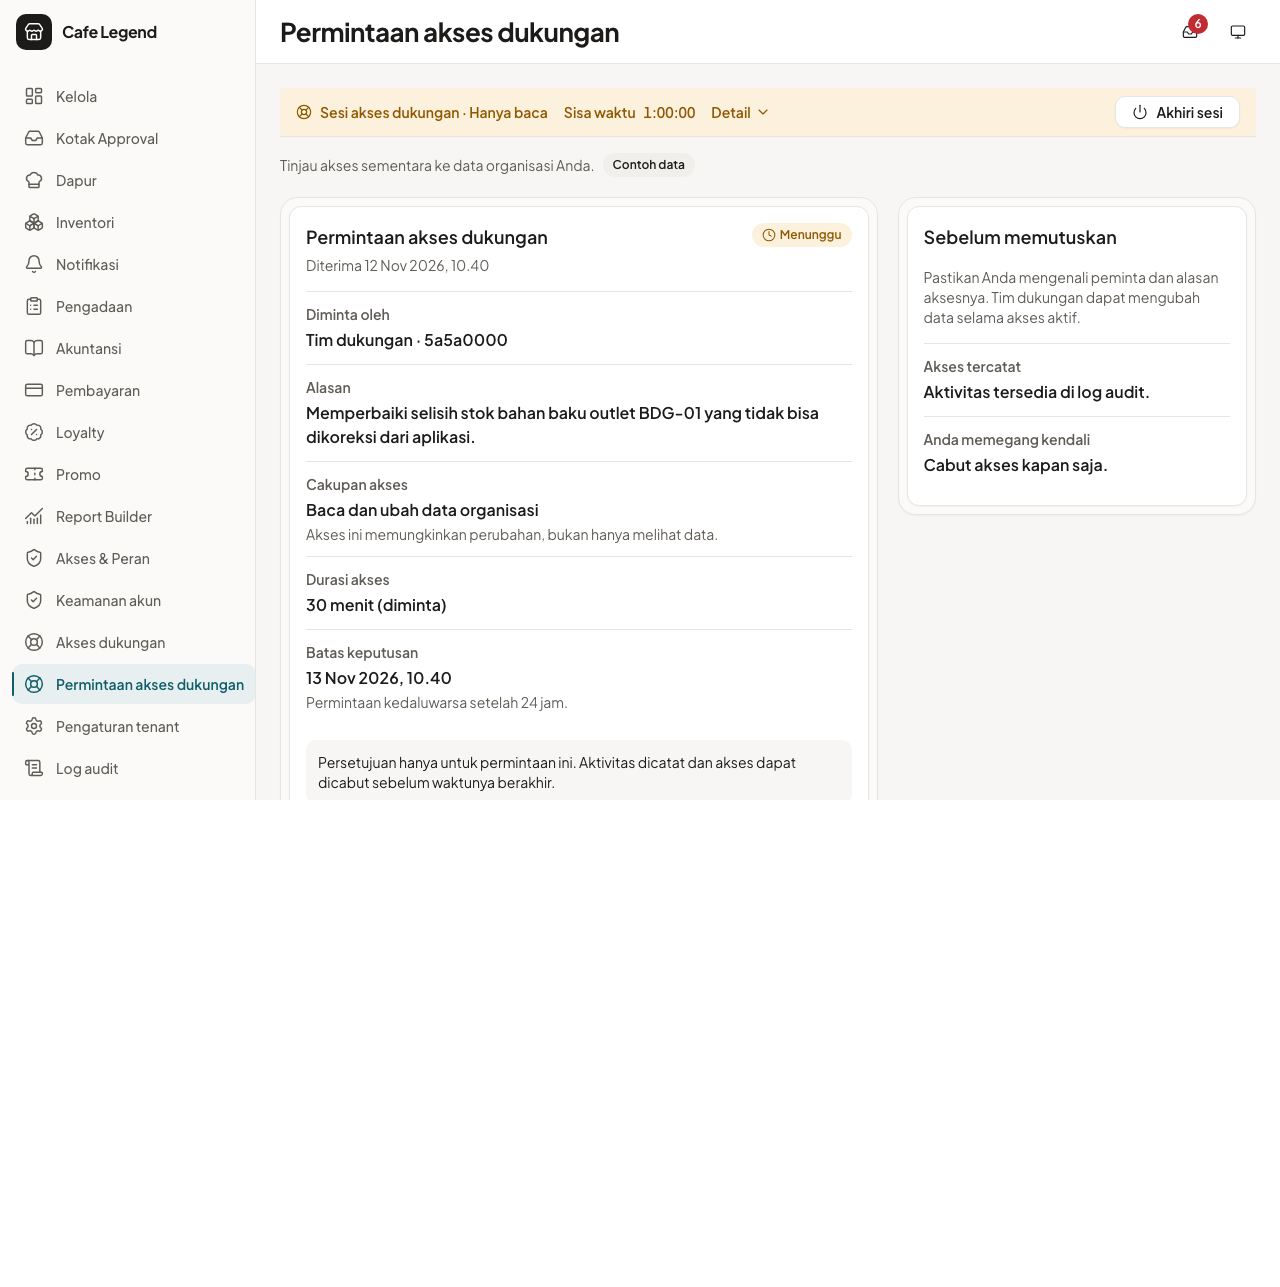 Cafe Legend
Permintaan akses dukungan
6
Kelola
Kotak Approval
Dapur
Inventori
Notifikasi
Pengadaan
Akuntansi
Pembayaran
Loyalty
Promo
Report Builder
Akses & Peran
Keamanan akun
Akses dukungan
Permintaan akses dukungan
Pengaturan tenant
Log audit
Sesi akses dukungan · Hanya baca
Sisa waktu 1:00:00
Detail
Akhiri sesi
Tinjau akses sementara ke data organisasi Anda.
Contoh data
Permintaan akses dukungan
Menunggu
Diterima 12 Nov 2026, 10.40
Diminta oleh
Tim dukungan · 5a5a0000
Alasan
Memperbaiki selisih stok bahan baku outlet BDG-01 yang tidak bisa
dikoreksi dari aplikasi.
Cakupan akses
Baca dan ubah data organisasi
Akses ini memungkinkan perubahan, bukan hanya melihat data.
Durasi akses
30 menit (diminta)
Batas keputusan
13 Nov 2026, 10.40
Permintaan kedaluwarsa setelah 24 jam.
Persetujuan hanya untuk permintaan ini. Aktivitas dicatat dan akses dapat
dicabut sebelum waktunya berakhir.
Sebelum memutuskan
Pastikan Anda mengenali peminta dan alasan
aksesnya. Tim dukungan dapat mengubah
data selama akses aktif.
Akses tercatat
Aktivitas tersedia di log audit.
Anda memegang kendali
Cabut akses kapan saja.